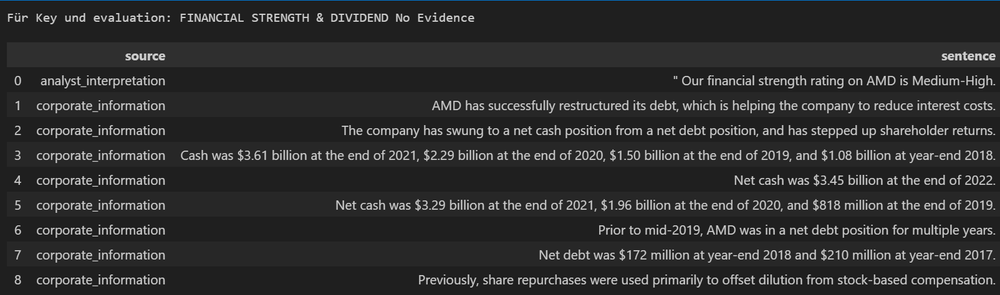 Für Key und evaluation: FINANCIAL STRENGTH & DIVIDEND No Evidence
source sentence
0 analyst_interpretation " Our financial strength rating on AMD is Medium-High.
1 corporate_information AMD has successfully restructured its debt, which is helping the company to reduce interest costs.
2 corporate_information The company has swung to a net cash position from a net debt position, and has stepped up shareholder returns.
3 corporate_information Cash was $3.61 billion at the end of 2021, $2.29 billion at the end of 2020, $1.50 billion at the end of 2019, and $1.08 billion at year-end 2018.
4 corporate_information Net cash was $3.45 billion at the end of 2022.
5 corporate_information Net cash was $3.29 billion at the end of 2021, $1.96 billion at the end of 2020, and $818 million at the end of 2019.
6 corporate_information Prior to mid-2019, AMD was in a net debt position for multiple years.
7 corporate_information Net debt was $172 million at year-end 2018 and $210 million at year-end 2017.
8 corporate_information Previously, share repurchases were used primarily to offset dilution from stock-based compensation.